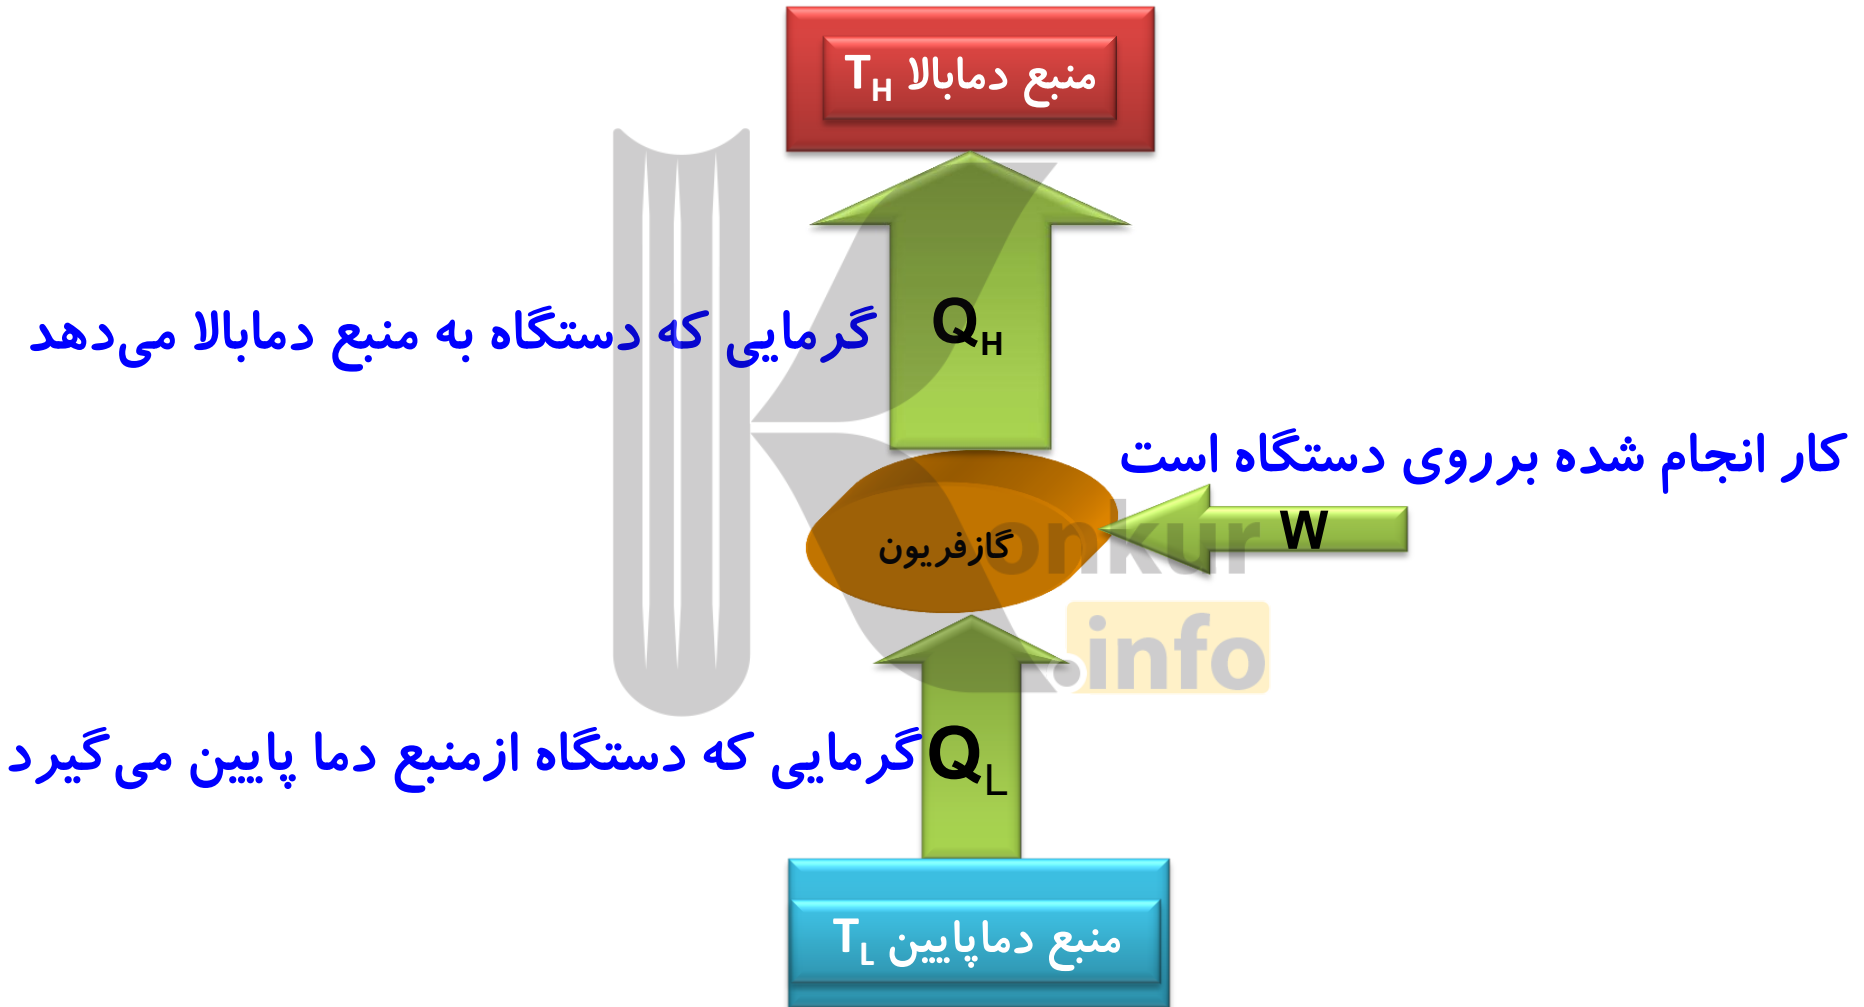 منبع دمابالا T_H
گرمایی که دستگاه به منبع دمابالا می‌دهد
Q_H
کار انجام شده برروی دستگاه است
W
گازفریون
onkur
.info
گرمایی که دستگاه ازمنبع دما پایین می‌گیرد
Q_L
منبع دماپایین T_L